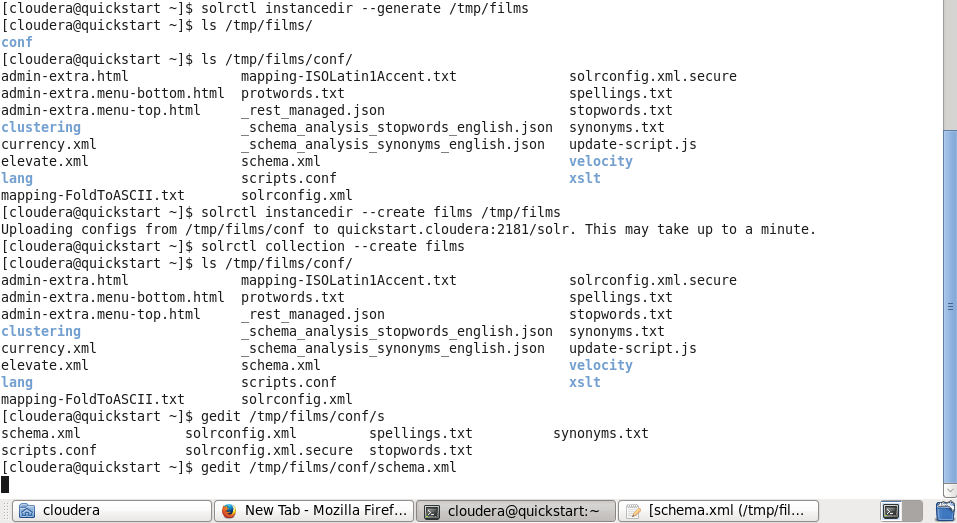 [cloudera@quickstart ~]$ solrctl instancedir --generate /tmp/films
[cloudera@quickstart ~]$ ls /tmp/films/
conf
[cloudera@quickstart ~]$ ls /tmp/films/conf/
admin-extra.html              mapping-ISOLatin1Accent.txt              solrconfig.xml.secure
admin-extra.menu-bottom.html  protwords.txt                            spellings.txt
admin-extra.menu-top.html     _rest_managed.json                       stopwords.txt
clustering                    _schema_analysis_stopwords_english.json  synonyms.txt
currency.xml                  _schema_analysis_synonyms_english.json   update-script.js
elevate.xml                   schema.xml                               velocity
lang                          scripts.conf                             xslt
mapping-FoldToASCII.txt       solrconfig.xml
[cloudera@quickstart ~]$ solrctl instancedir --create films /tmp/films
Uploading configs from /tmp/films/conf to quickstart.cloudera:2181/solr. This may take up to a minute.
[cloudera@quickstart ~]$ solrctl collection --create films
[cloudera@quickstart ~]$ ls /tmp/films/conf/
admin-extra.html              mapping-ISOLatin1Accent.txt              solrconfig.xml.secure
admin-extra.menu-bottom.html  protwords.txt                            spellings.txt
admin-extra.menu-top.html     _rest_managed.json                       stopwords.txt
clustering                    _schema_analysis_stopwords_english.json  synonyms.txt
currency.xml                  _schema_analysis_synonyms_english.json   update-script.js
elevate.xml                   schema.xml                               velocity
lang                          scripts.conf                             xslt
mapping-FoldToASCII.txt       solrconfig.xml
[cloudera@quickstart ~]$ gedit /tmp/films/conf/s
schema.xml             solrconfig.xml         spellings.txt          synonyms.txt
scripts.conf           solrconfig.xml.secure  stopwords.txt
[cloudera@quickstart ~]$ gedit /tmp/films/conf/schema.xml
cloudera  New Tab - Mozilla Firef...  cloudera@quickstart:~  [schema.xml (/tmp/fil...